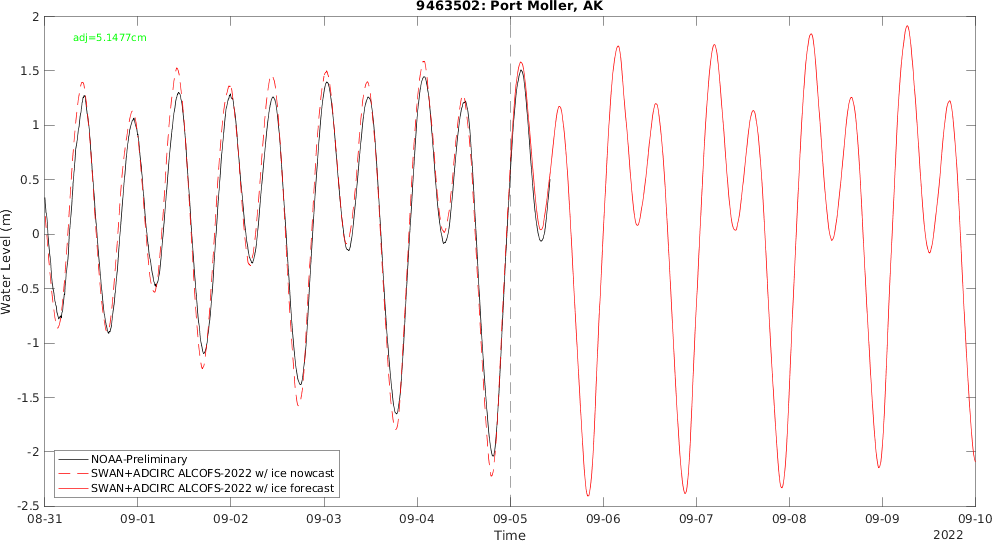 9463502: Port Moller, AK
adj=5.1477cm
2
1.5
1
0.5
0
-0.5
-1
-1.5
-2
-2.5
Water Level (m)
NOAA-Preliminary
SWAN+ADCIRC ALCOFS-2022 w/ ice nowcast
SWAN+ADCIRC ALCOFS-2022 w/ ice forecast
08-31 09-01 09-02 09-03 09-04 09-05 09-06 09-07 09-08 09-09 09-10
Time
2022